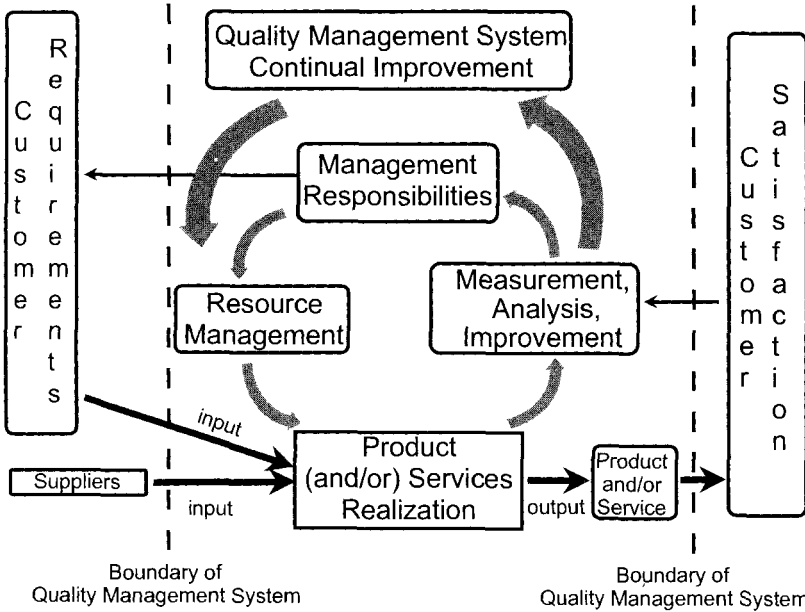 Customer
Requirements
Quality Management System
Continual Improvement
Management
Responsibilities
Resource
Management
Measurement,
Analysis,
Improvement
Customer
Satisfaction
input
Product
(and/or) Services
Realization
Suppliers
input
output
Product
and/or
Service
Boundary of
Quality Management System
Boundary of
Quality Management System